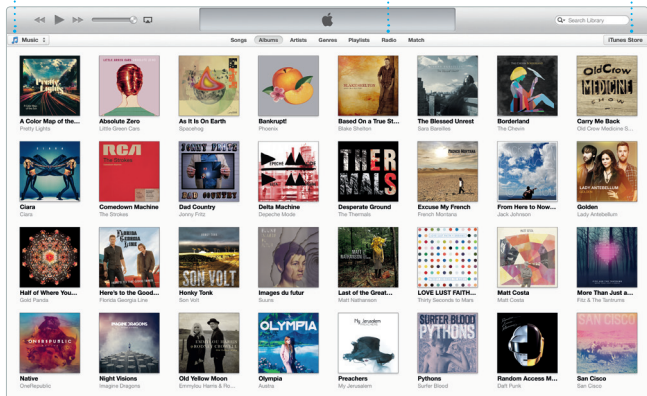 Search Library
Music
Songs Albums Artists Genres Playlists Radio Match
iTunes Store
A Color Map of the... Absolute Zero As It Is On Earth Bankrupt! Based On a True St... The Blessed Unrest Borderland Carry Me Back
Pretty Lights Little Green Cars Spacehog Phoenix Blake Shelton Sara Bareilles The Chevin Old Crow Medicine S...
Ciara Comedown Machine Dad Country Delta Machine Desperate Ground Excuse My French From Here to Now... Golden
Ciara The Strokes Jonny Fritz Depeche Mode The Thermals French Montana Jack Johnson Lady Antebellum
Half of Where You... Here's to the Good... Honky Tonk Images du futur Last of the Great... LOVE LUST FAITH... Matt Costa More Than Just a...
Gold Panda Florida Georgia Line Son Volt Suuns Matt Nathanson Thirty Seconds to Mars Matt Costa Fitz & The Tantrums
Native Night Visions Old Yellow Moon Olympia Preachers Pythons Random Access M... San Cisco
OneRepublic Imagine Dragons Emmylou Harris & Ro... Austra My Jerusalem Surfer Blood Daft Punk San Cisco